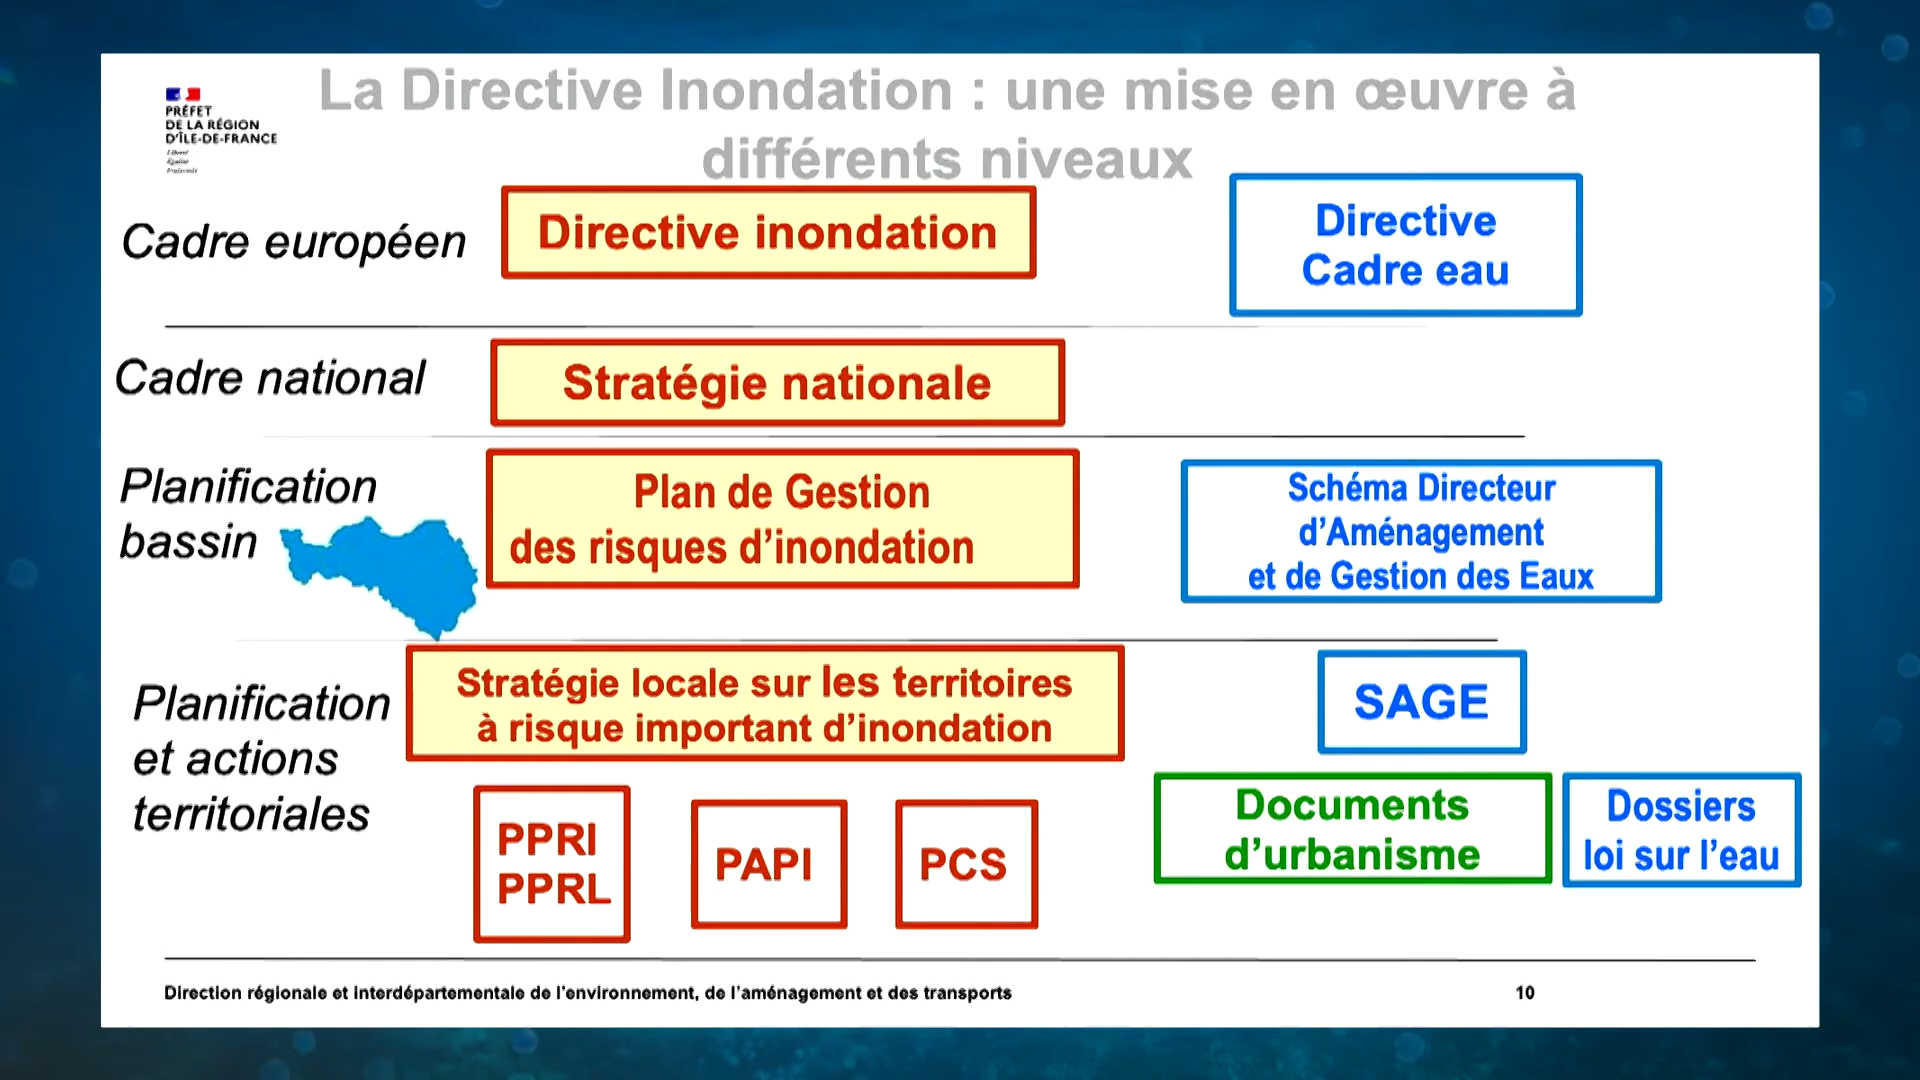 La Directive Inondation : une mise en œuvre à
différents niveaux
PRÉFET
DE LA RÉGION
D'ÎLE-DE-FRANCE
Liberté
Égalité
Fraternité
Cadre européen
Directive inondation
Directive
Cadre eau
Cadre national
Stratégie nationale
Planification
bassin
Plan de Gestion
des risques d'inondation
Schéma Directeur
d'Aménagement
et de Gestion des Eaux
Planification
et actions
territoriales
Stratégie locale sur les territoires
à risque important d'inondation
SAGE
PPRI
PPRL
PAPI
PCS
Documents
d'urbanisme
Dossiers
loi sur l'eau
Direction régionale et interdépartementale de l'environnement, de l'aménagement et des transports
10